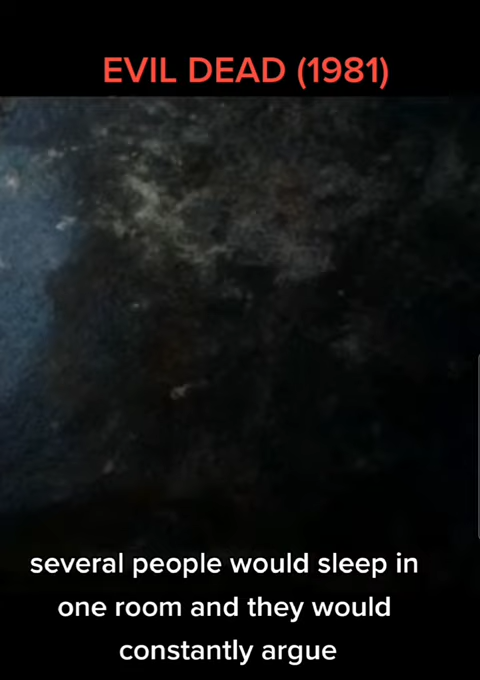 EVIL DEAD (1981)
several people would sleep in
one room and they would
constantly argue